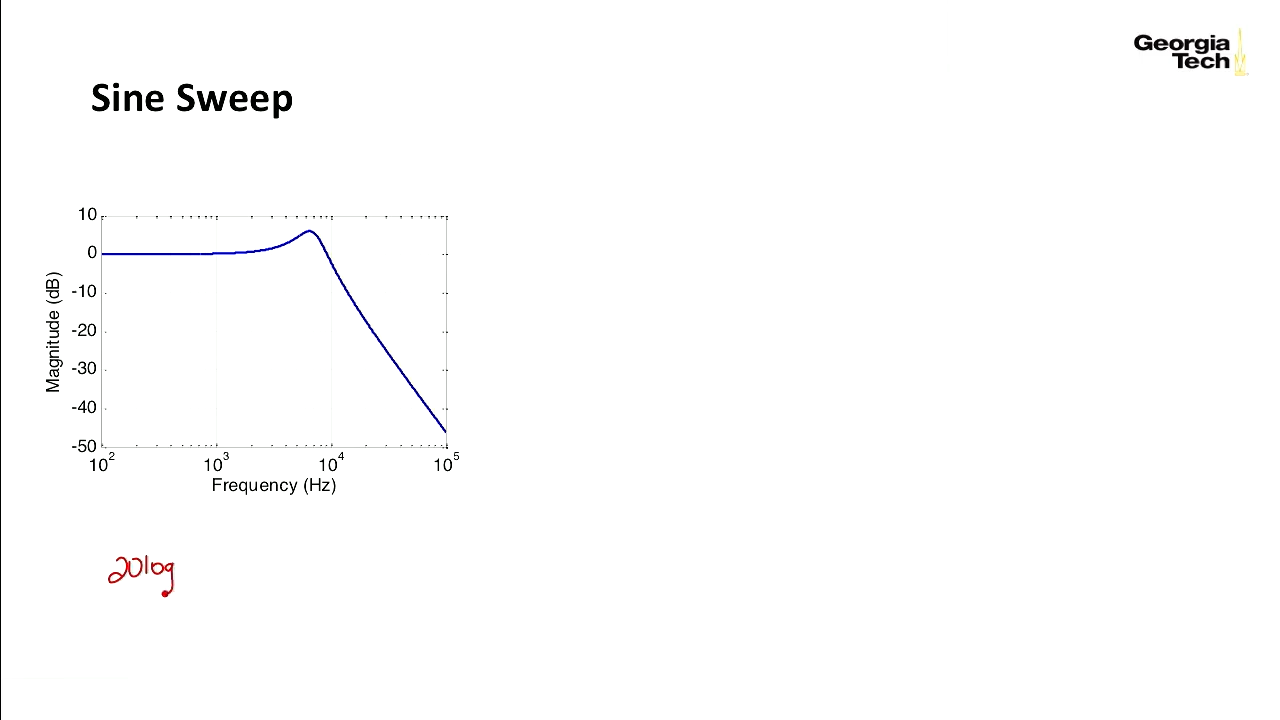 Georgia
Tech
Sine Sweep
10
0
-10
-20
-30
-40
-50
Magnitude (dB)
10² 10³ 10⁴ 10⁵
Frequency (Hz)
20log